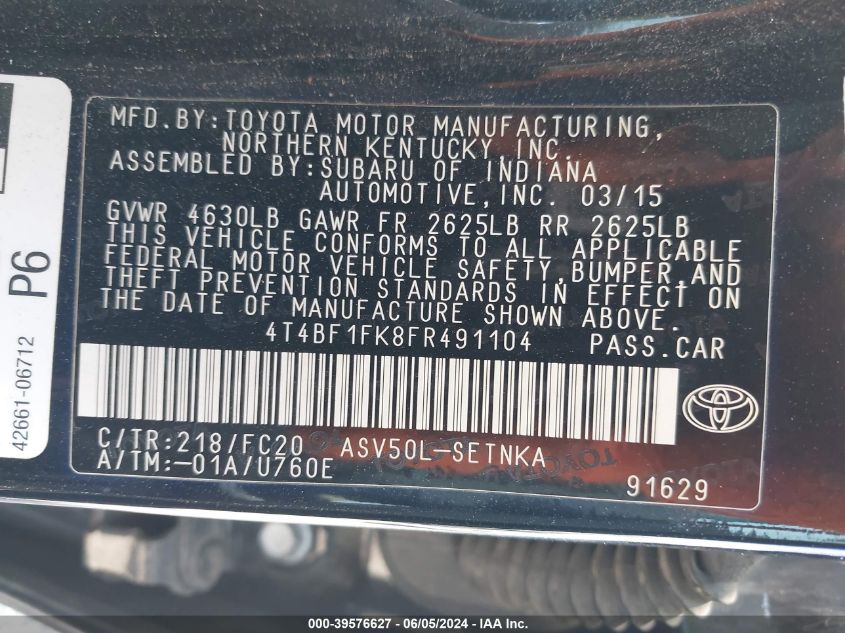 MFD.BY:TOYOTA MOTOR MANUFACTURING,
NORTHERN KENTUCKY,INC.
ASSEMBLED BY:SUBARU OF INDIANA
AUTOMOTIVE,INC. 03/15
GVWR 4630LB GAWR FR 2625LB RR 2625LB
THIS VEHICLE CONFORMS TO ALL APPLICABLE
FEDERAL MOTOR VEHICLE SAFETY,BUMPER,AND
THEFT PREVENTION STANDARDS IN EFFECT ON
THE DATE OF MANUFACTURE SHOWN ABOVE.
4T4BF1FK8FR491104 PASS.CAR
C/TR:218/FC20 ASV50L-SETNKA
A/TM:-01A/U760E
91629
P6
42661-06712
000-39576627 - 06/05/2024 - IAAI, Inc.